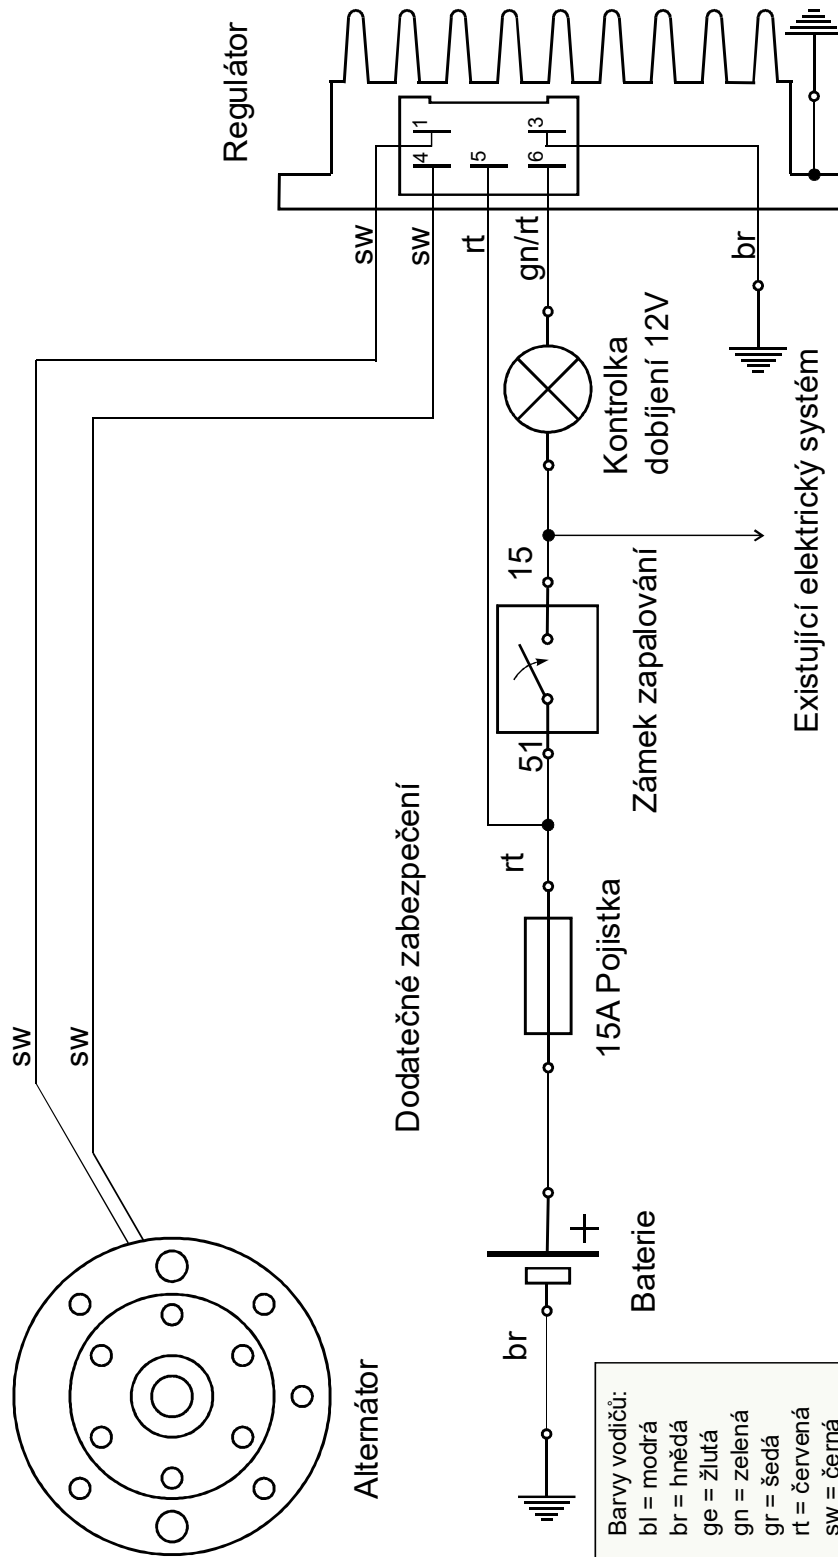 sw
sw
Regulátor
Alternátor
sw
sw
rt
gn/rt
br
1
4
5
6
3
Dodatečné zabezpečení
br
rt
51
15
+
Baterie
15A Pojistka
Zámek zapalování
Kontrolka
dobíjení 12V
Existující elektrický systém
Barvy vodičů:
bl = modrá
br = hnědá
ge = žlutá
gn = zelená
gr = šedá
rt = červená
sw = černá